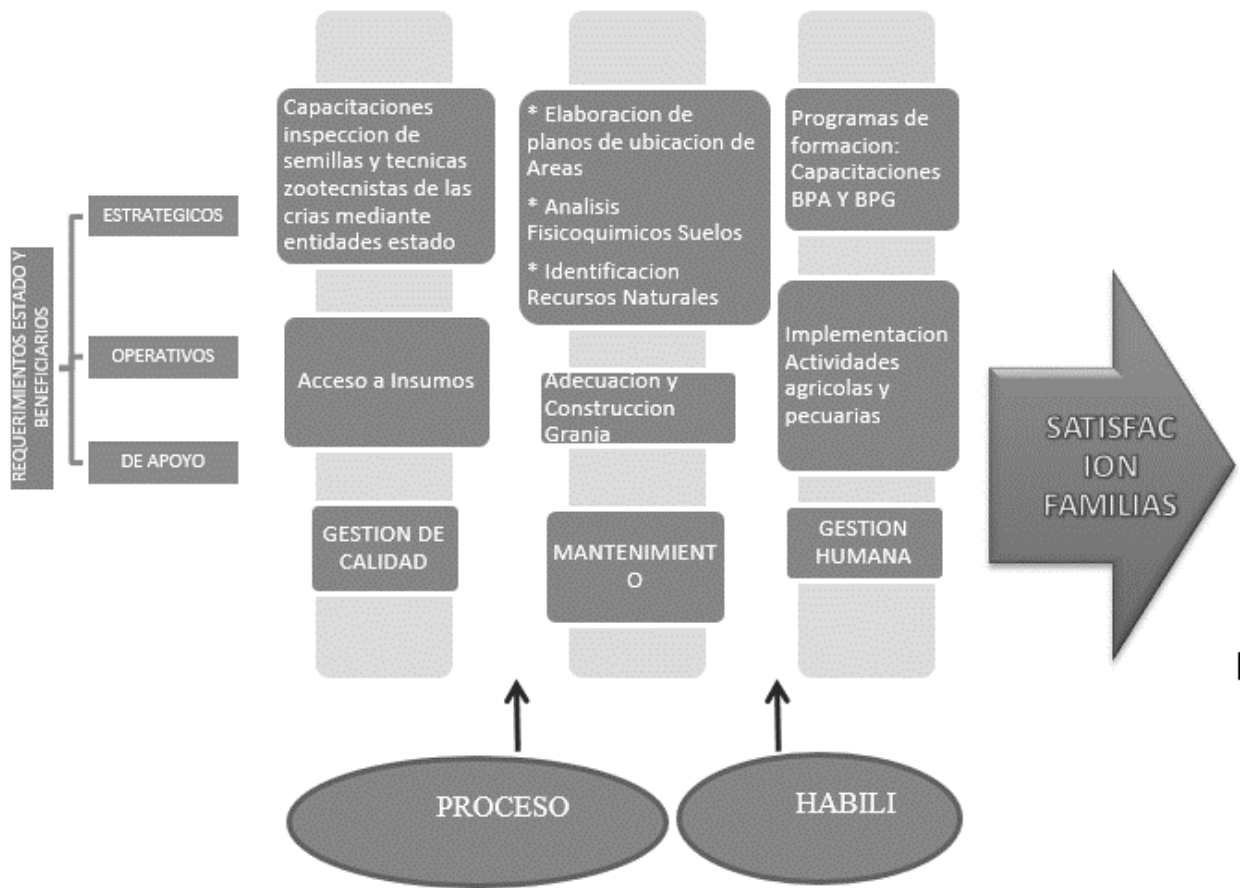 REQUERIMIENTOS ESTADO Y
BENEFICIARIOS
ESTRATEGICOS
OPERATIVOS
DE APOYO
Capacitaciones
inspeccion de
semillas y tecnicas
zootecnistas de las
crias mediante
entidades estado
Acceso a Insumos
GESTION DE
CALIDAD
* Elaboracion de
planos de ubicacion de
Areas
* Analisis
Fisicoquimicos Suelos
* Identificacion
Recursos Naturales
Adecuacion y
Construccion
Granja
MANTENIMIENT
O
Programas de
formacion:
Capacitaciones
BPA Y BPG
Implementacion
Actividades
agricolas y
pecuarias
GESTION
HUMANA
SATISFAC
ION
FAMILIAS
PROCESO
HABILI